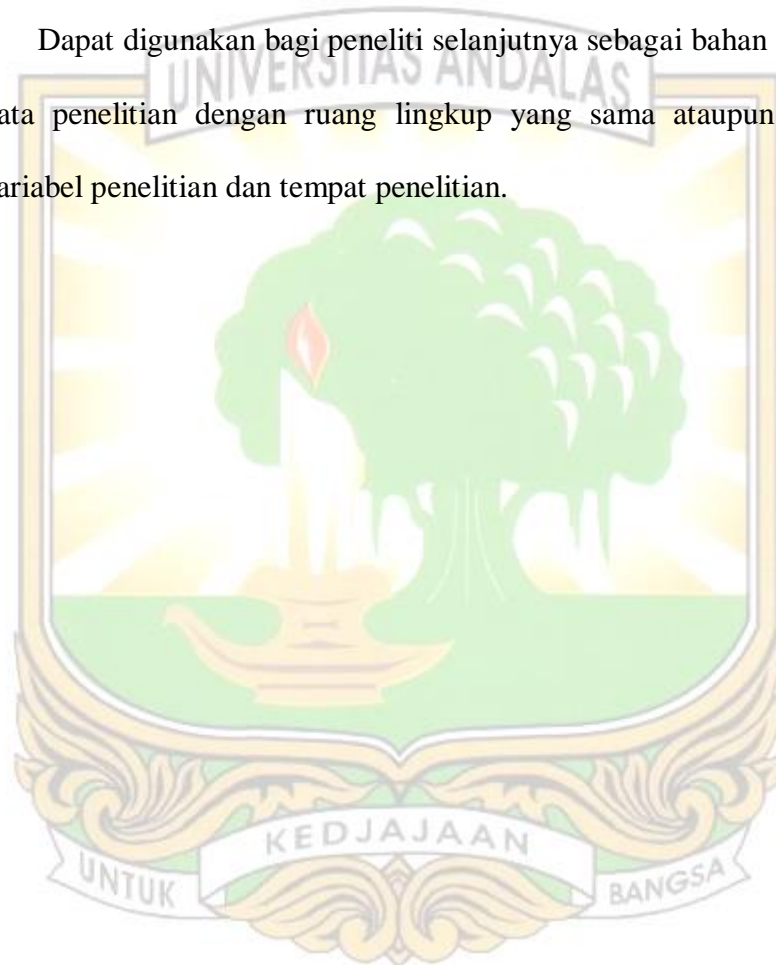 Dapat digunakan bagi peneliti selanjutnya sebagai bahan
UNIVERSITAS ANDALAS
ata penelitian dengan ruang lingkup yang sama ataupun
ariabel penelitian dan tempat penelitian.
KEDJAJAAN
UNTUK
BANGSA